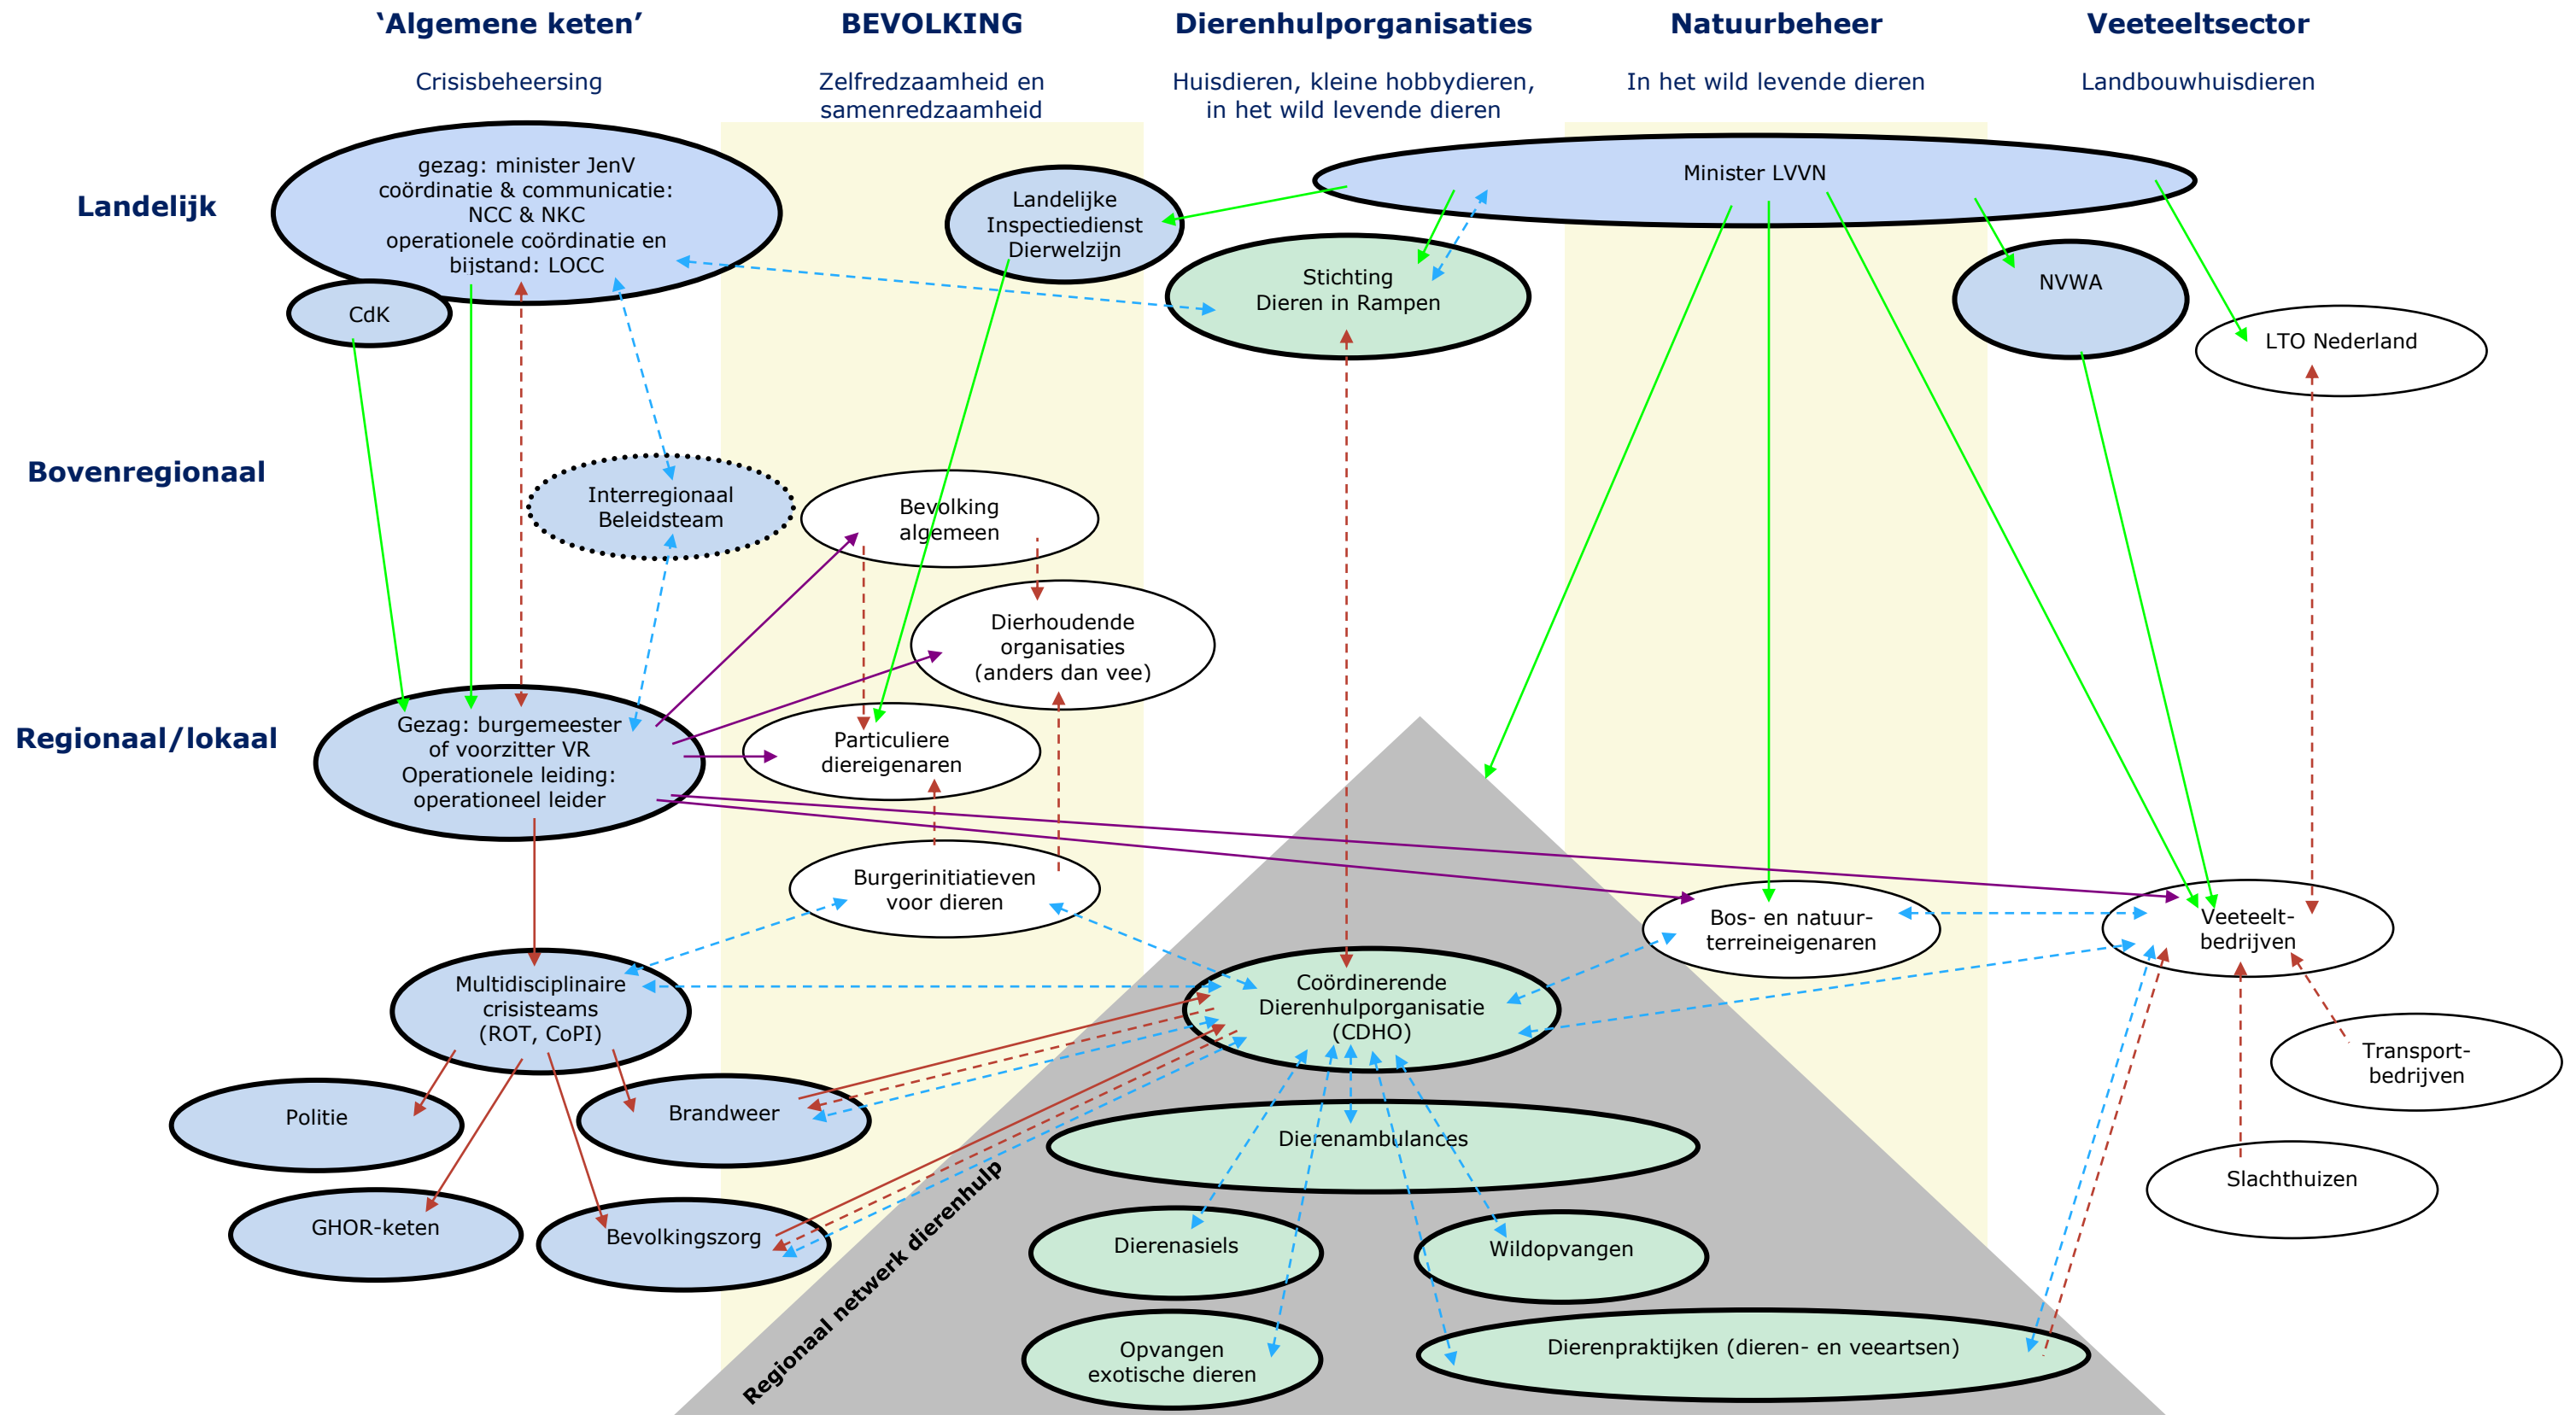 ‘Algemene keten’
BEVOLKING
Dierenhulporganisaties
Natuurbeheer
Veeteeltsector
Crisisbeheersing
Zelfredzaamheid en
samenredzaamheid
Huisdieren, kleine hobbydieren,
in het wild levende dieren
In het wild levende dieren
Landbouwhuisdieren
Landelijk
gezag: minister JenV
coördinatie & communicatie:
NCC & NKC
operationele coördinatie en
bijstand: LOCC
CdK
Landelijke
Inspectiedienst
Dierwelzijn
Minister LVVN
Stichting
Dieren in Rampen
NVWA
LTO Nederland
Bovenregionaal
Interregionaal
Beleidsteam
Bevolking
algemeen
Dierhoudende
organisaties
(anders dan vee)
Regionaal/lokaal
Gezag: burgemeester
of voorzitter VR
Operationele leiding:
operationeel leider
Particuliere
diereigenaren
Burgerinitiatieven
voor dieren
Bos- en natuur-
terreineigenaren
Veeteelt-
bedrijven
Multidisciplinaire
crisisteams
(ROT, CoPI)
Coördinerende
Dierenhulporganisatie
(CDHO)
Transport-
bedrijven
Politie
Brandweer
Dierenambulances
Slachthuizen
GHOR-keten
Bevolkingszorg
Regionaal netwerk dierenhulp
Dierenasiels
Wildopvangen
Opvangen
exotische dieren
Dierenpraktijken (dieren- en veeartsen)